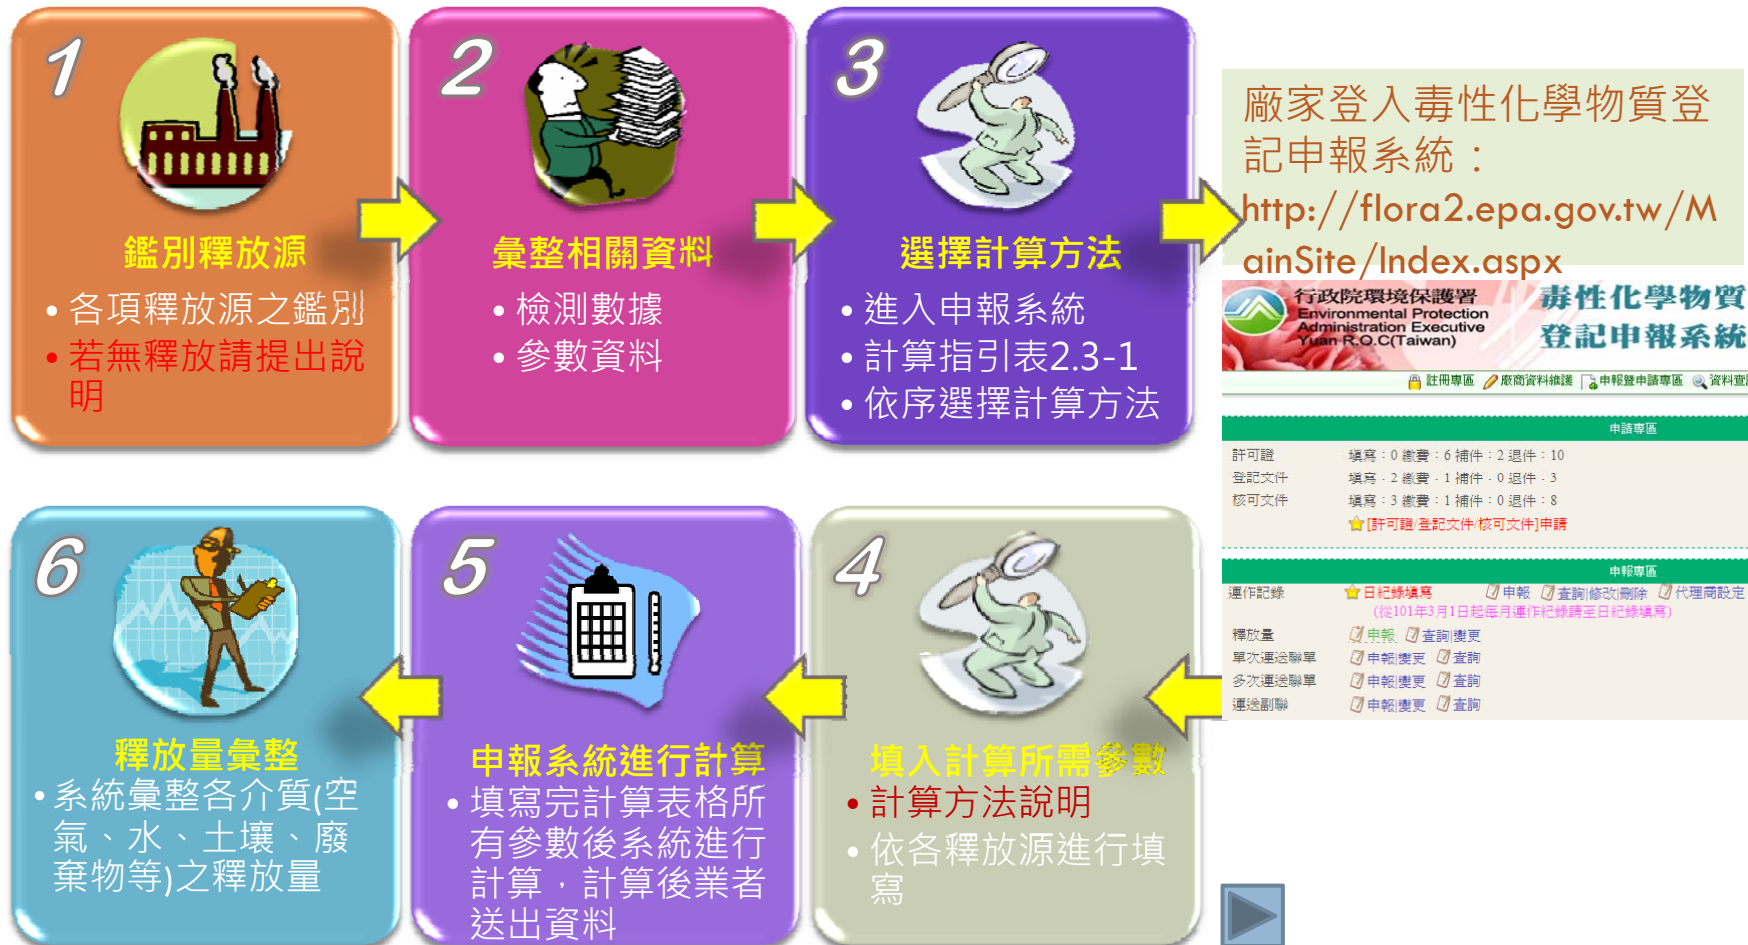 1
鑑別釋放源
• 各項釋放源之鑑別
• 若無釋放請提出說
明
2
彙整相關資料
• 檢測數據
• 參數資料
3
選擇計算方法
• 進入申報系統
• 計算指引表2.3-1
• 依序選擇計算方法
廠家登入毒性化學物質登
記申報系統：
http://flora2.epa.gov.tw/M
ainSite/Index.aspx
行政院環境保護署
Environmental Protection
Administration Executive
Yuan R.O.C(Taiwan)
毒性化學物質
登記申報系統
註冊專區 廠商資料維護 申報暨申請專區 資料查
申請專區
許可證 填寫：0 繳費：6 補件：2 退件：10
登記文件 填寫：2 繳費：1 補件：0 退件：3
核可文件 填寫：3 繳費：1 補件：0 退件：8
[許可證/登記文件/核可文件]申請
申報專區
運作記錄 日紀錄填寫 申報 查詢|修改|刪除 代理商設定
(從101年3月1日起每月運作紀錄請至日紀錄填寫)
釋放量 申報 查詢|變更
單次運送聯單 申報|變更 查詢
多次運送聯單 申報|變更 查詢
運送副聯 申報|變更 查詢
4
填入計算所需參數
• 計算方法說明
• 依各釋放源進行填
寫
5
申報系統進行計算
• 填寫完計算表格所
有參數後系統進行
計算，計算後業者
送出資料
6
釋放量彙整
• 系統彙整各介質(空
氣、水、土壤、廢
棄物等)之釋放量